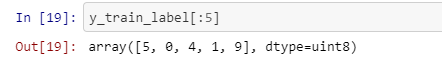 In [19]: y_train_label[:5]
Out[19]: array([5, 0, 4, 1, 9], dtype=uint8)